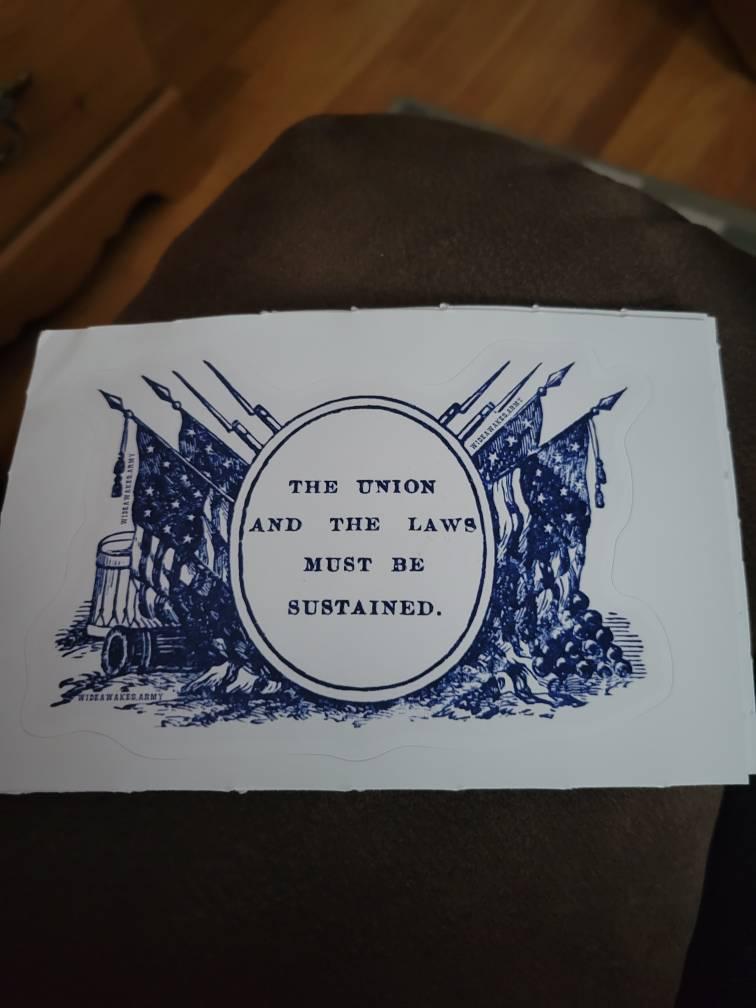 WIDEAWAKES.ARMY
WIDEAWAKES.ARMY
THE UNION
AND THE LAWS
MUST BE
SUSTAINED.
WIDEAWAKES.ARMY